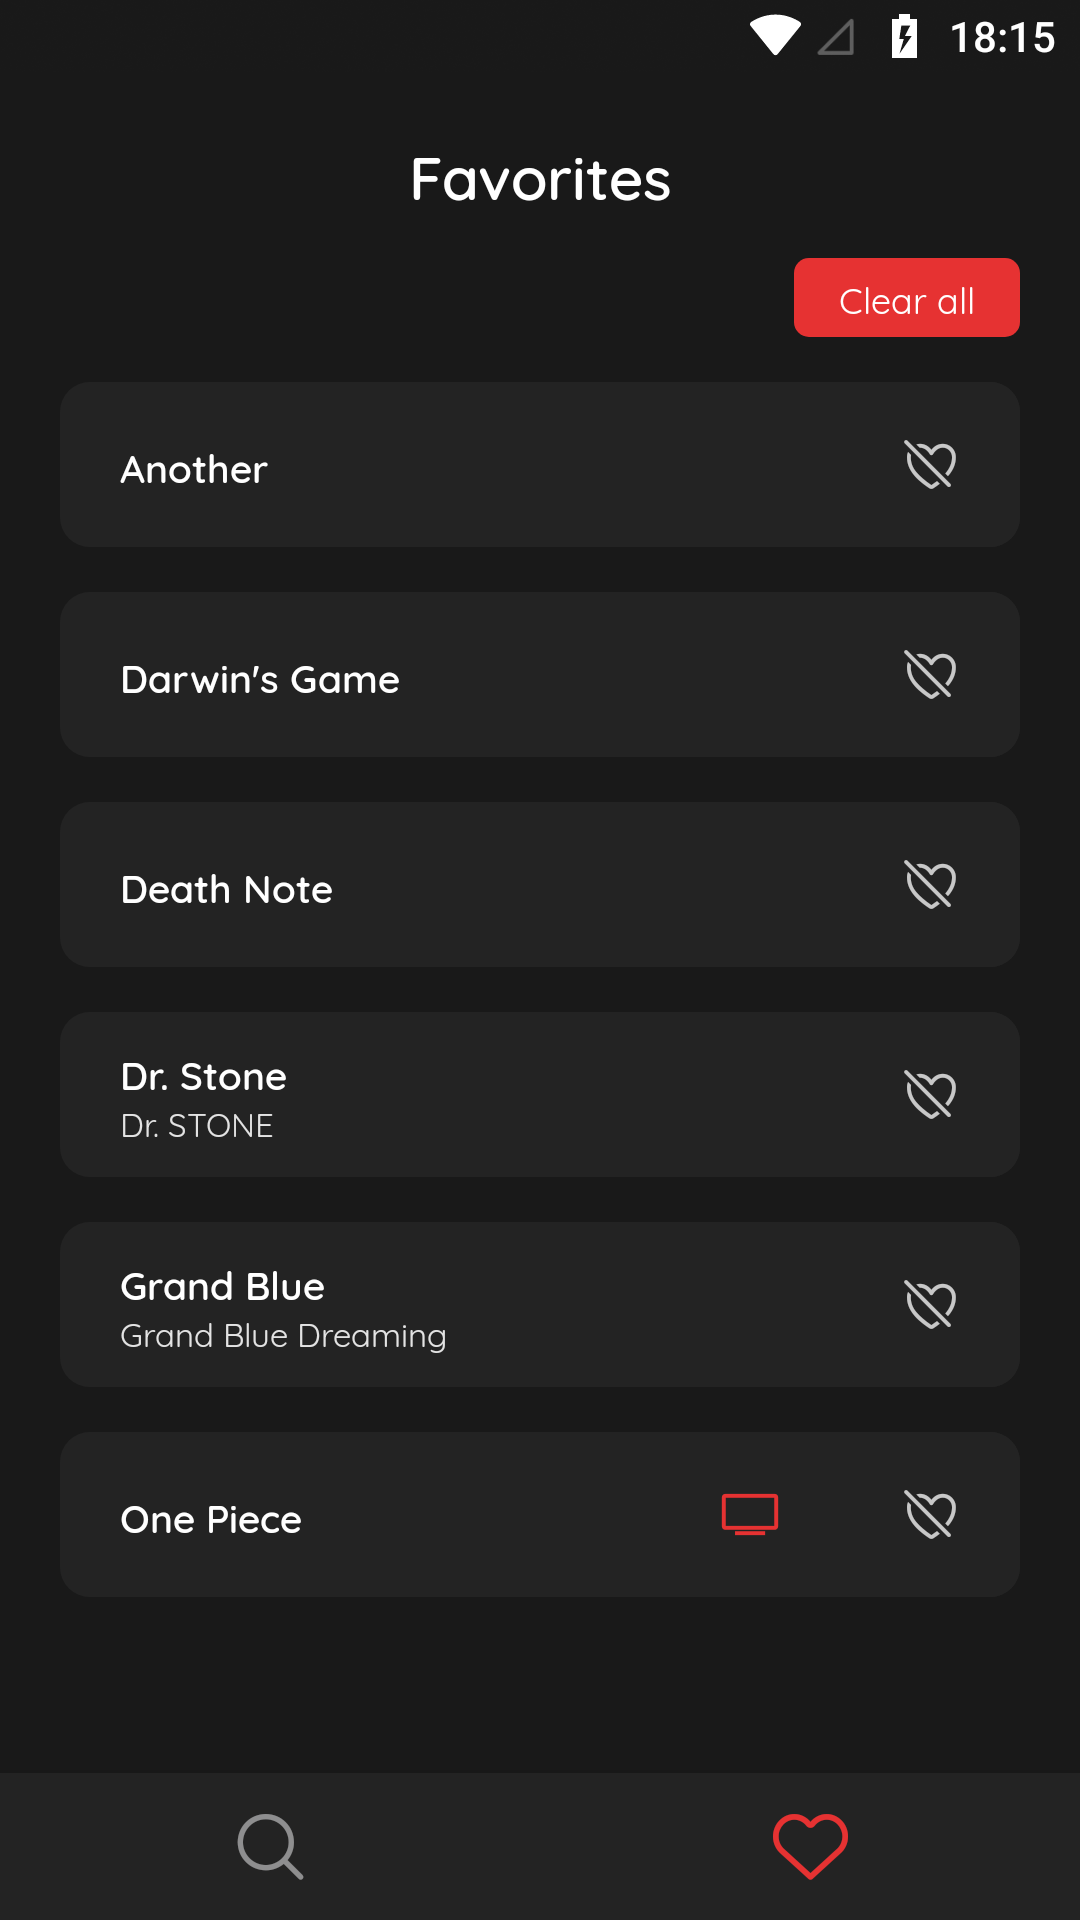 18:15
Favorites
Clear all
Another
Darwin's Game
Death Note
Dr. Stone
Dr. STONE
Grand Blue
Grand Blue Dreaming
One Piece